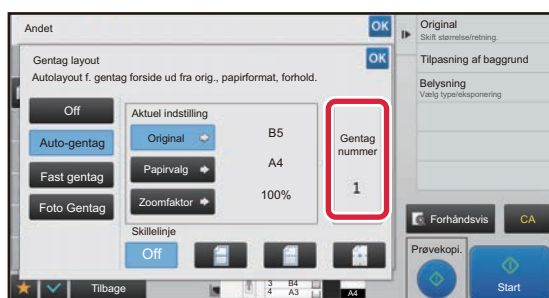 Andet
OK
Gentag layout
OK
Autolayout f. gentag forside ud fra orig., papirformat, forhold.
Off
Auto-gentag
Fast gentag
Foto Gentag
Aktuel indstilling
Original
B5
Papirvalg
A4
Zoomfaktor
100%
Gentag
nummer
1
Skillelinje
Off
Tilbage
3 B4
4 A3
A4
Original
Skift størrelse/retning.
Tilpasning af baggrund
Belysning
Vælg type/eksponering
Forhåndsvis
CA
Prøvekopi.
Start